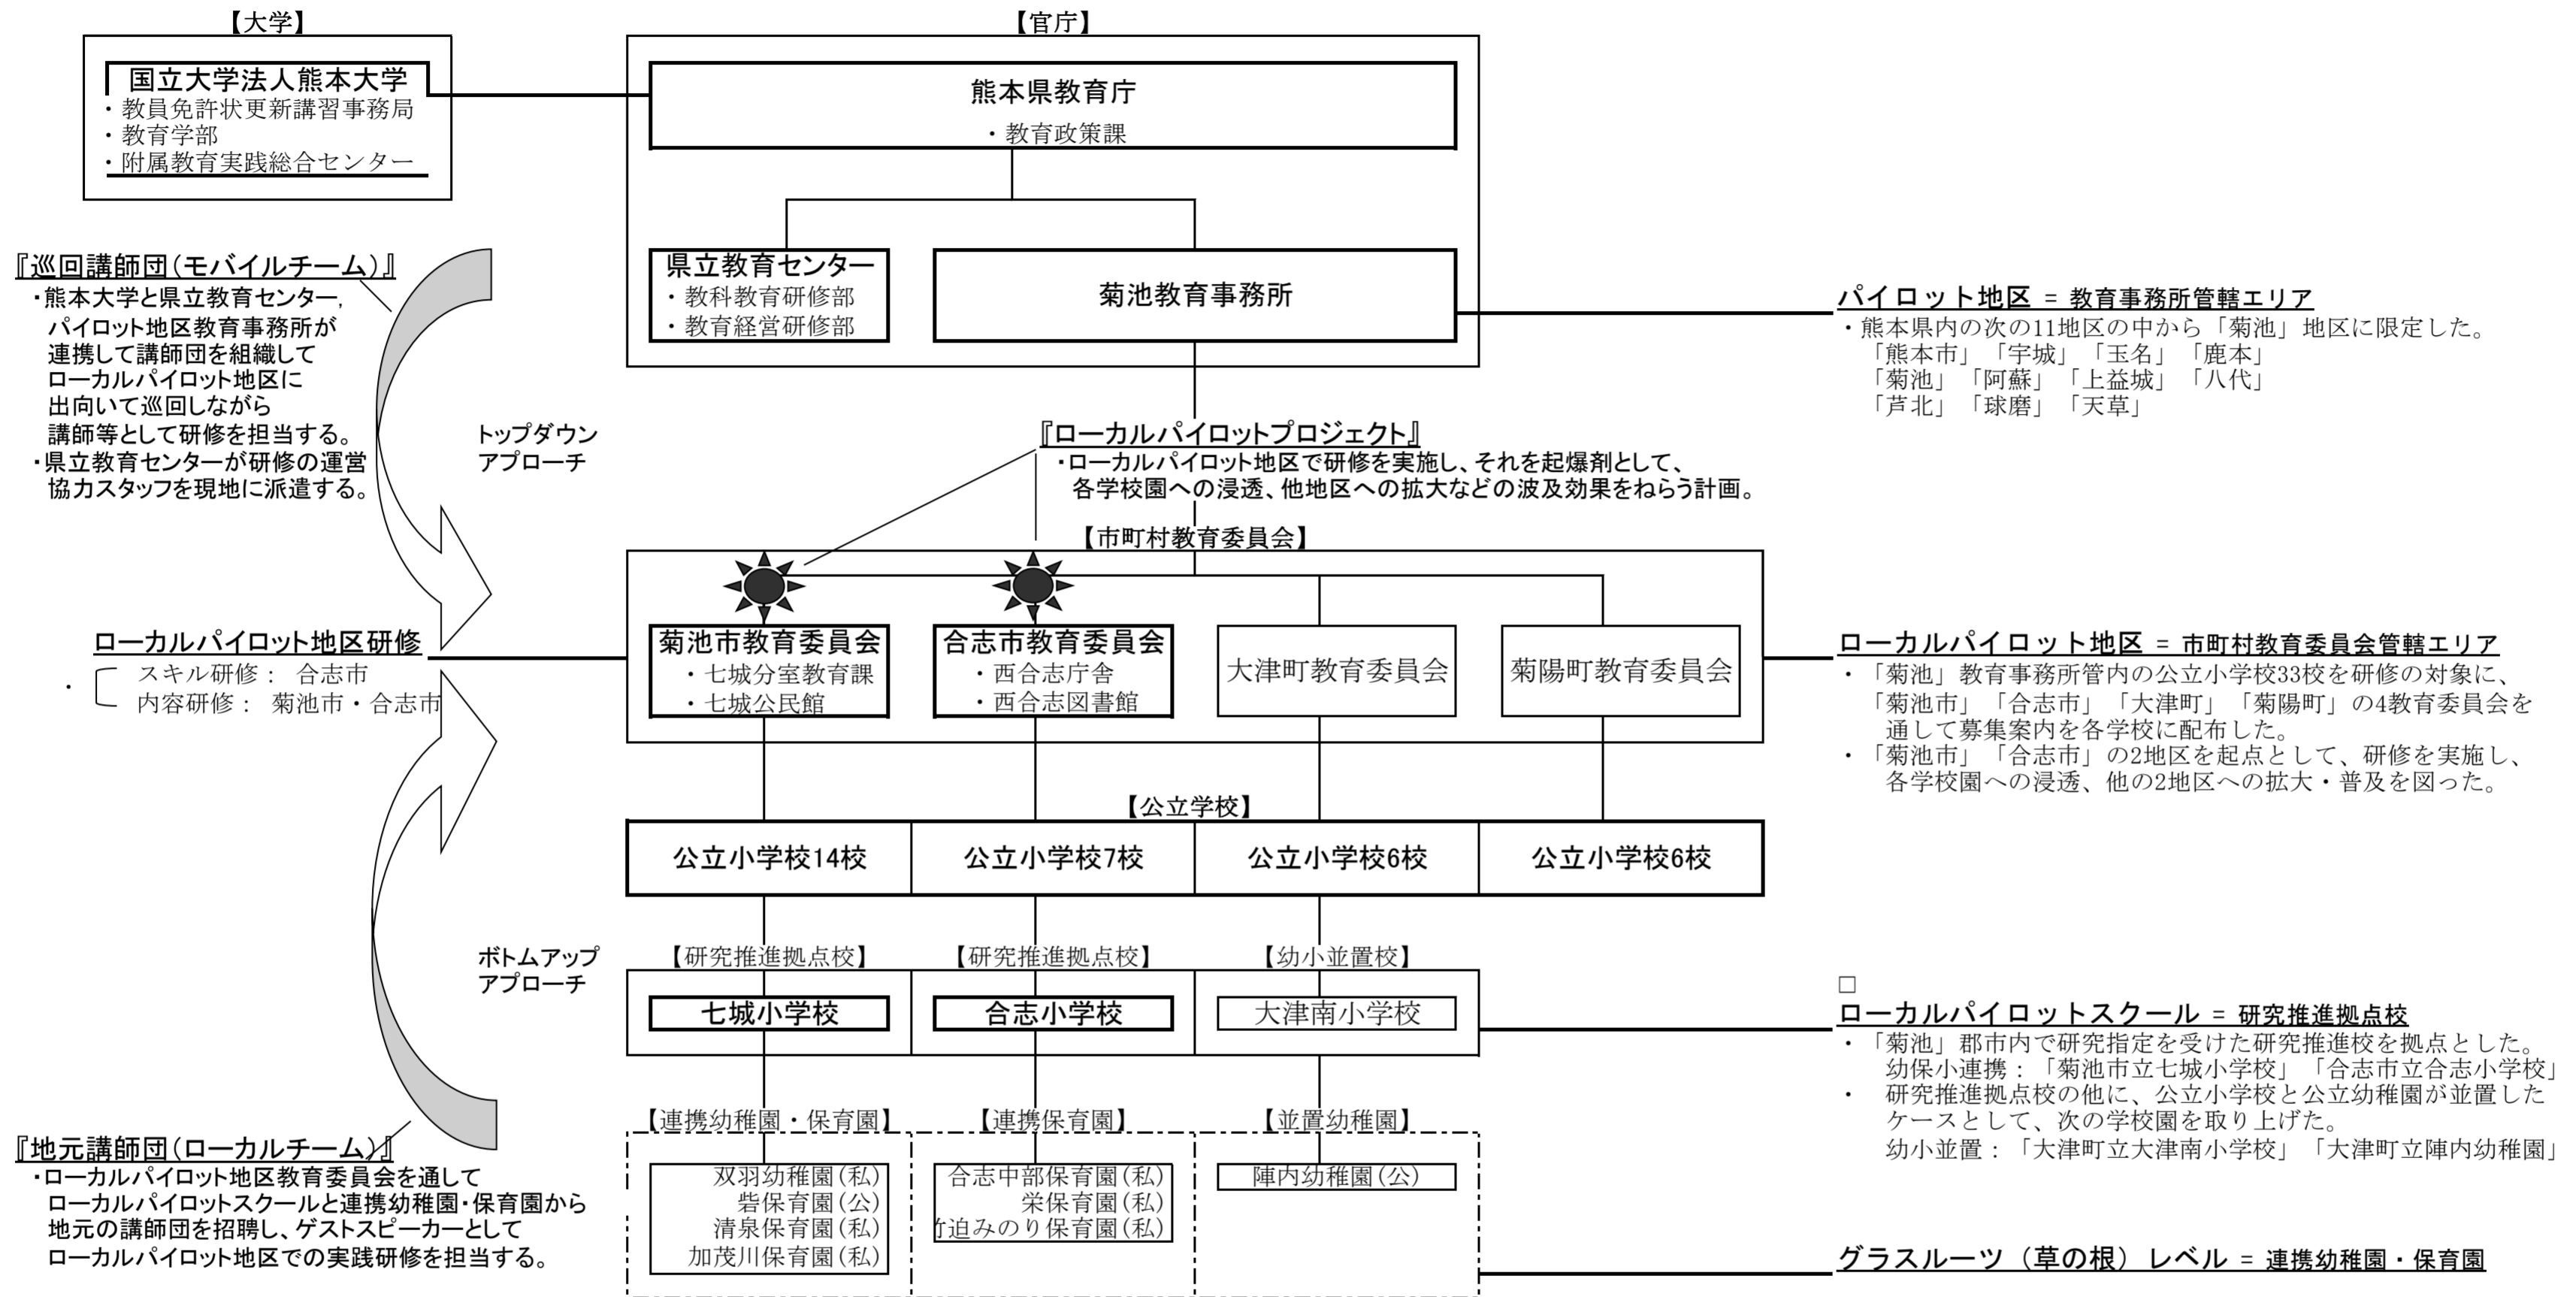 【大学】
国立大学法人熊本大学
・教員免許状更新講習事務局
・教育学部
・附属教育実践総合センター
【官庁】
熊本県教育庁
・教育政策課
県立教育センター
・教科教育研修部
・教育経営研修部
菊池教育事務所
『巡回講師団(モバイルチーム)』
・熊本大学と県立教育センター,
パイロット地区教育事務所が
連携して講師団を組織して
ローカルパイロット地区に
出向いて巡回しながら
講師等として研修を担当する。
・県立教育センターが研修の運営
協力スタッフを現地に派遣する。
トップダウン
アプローチ
パイロット地区 = 教育事務所管轄エリア
・熊本県内の次の11地区の中から「菊池」地区に限定した。
「熊本市」「宇城」「玉名」「鹿本」
「菊池」「阿蘇」「上益城」「八代」
「芦北」「球磨」「天草」
『ローカルパイロットプロジェクト』
・ローカルパイロット地区で研修を実施し、それを起爆剤として、
各学校園への浸透、他地区への拡大などの波及効果をねらう計画。
【市町村教育委員会】
菊池市教育委員会
・七城分室教育課
・七城公民館
合志市教育委員会
・西合志庁舎
・西合志図書館
大津町教育委員会
菊陽町教育委員会
ローカルパイロット地区研修
・ スキル研修： 合志市
内容研修： 菊池市・合志市
ローカルパイロット地区 = 市町村教育委員会管轄エリア
・「菊池」教育事務所管内の公立小学校33校を研修の対象に、
「菊池市」「合志市」「大津町」「菊陽町」の4教育委員会を
通して募集案内を各学校に配布した。
・「菊池市」「合志市」の2地区を起点として、研修を実施し、
各学校園への浸透、他の2地区への拡大・普及を図った。
【公立学校】
公立小学校14校
公立小学校7校
公立小学校6校
公立小学校6校
ボトムアップ
アプローチ
【研究推進拠点校】
【研究推進拠点校】
【幼小並置校】
七城小学校
合志小学校
大津南小学校
□
ローカルパイロットスクール = 研究推進拠点校
・「菊池」郡市内で研究指定を受けた研究推進校を拠点とした。
幼保小連携：「菊池市立七城小学校」「合志市立合志小学校」
・ 研究推進拠点校の他に、公立小学校と公立幼稚園が並置した
ケースとして、次の学校園を取り上げた。
幼小並置：「大津町立大津南小学校」「大津町立陣内幼稚園」
【連携幼稚園・保育園】
【連携保育園】
【並置幼稚園】
双羽幼稚園(私)
砦保育園(公)
清泉保育園(私)
加茂川保育園(私)
合志中部保育園(私)
栄保育園(私)
迫みのり保育園(私)
陣内幼稚園(公)
『地元講師団(ローカルチーム)』
・ローカルパイロット地区教育委員会を通して
ローカルパイロットスクールと連携幼稚園・保育園から
地元の講師団を招聘し、ゲストスピーカーとして
ローカルパイロット地区での実践研修を担当する。
グラスルーツ（草の根）レベル = 連携幼稚園・保育園